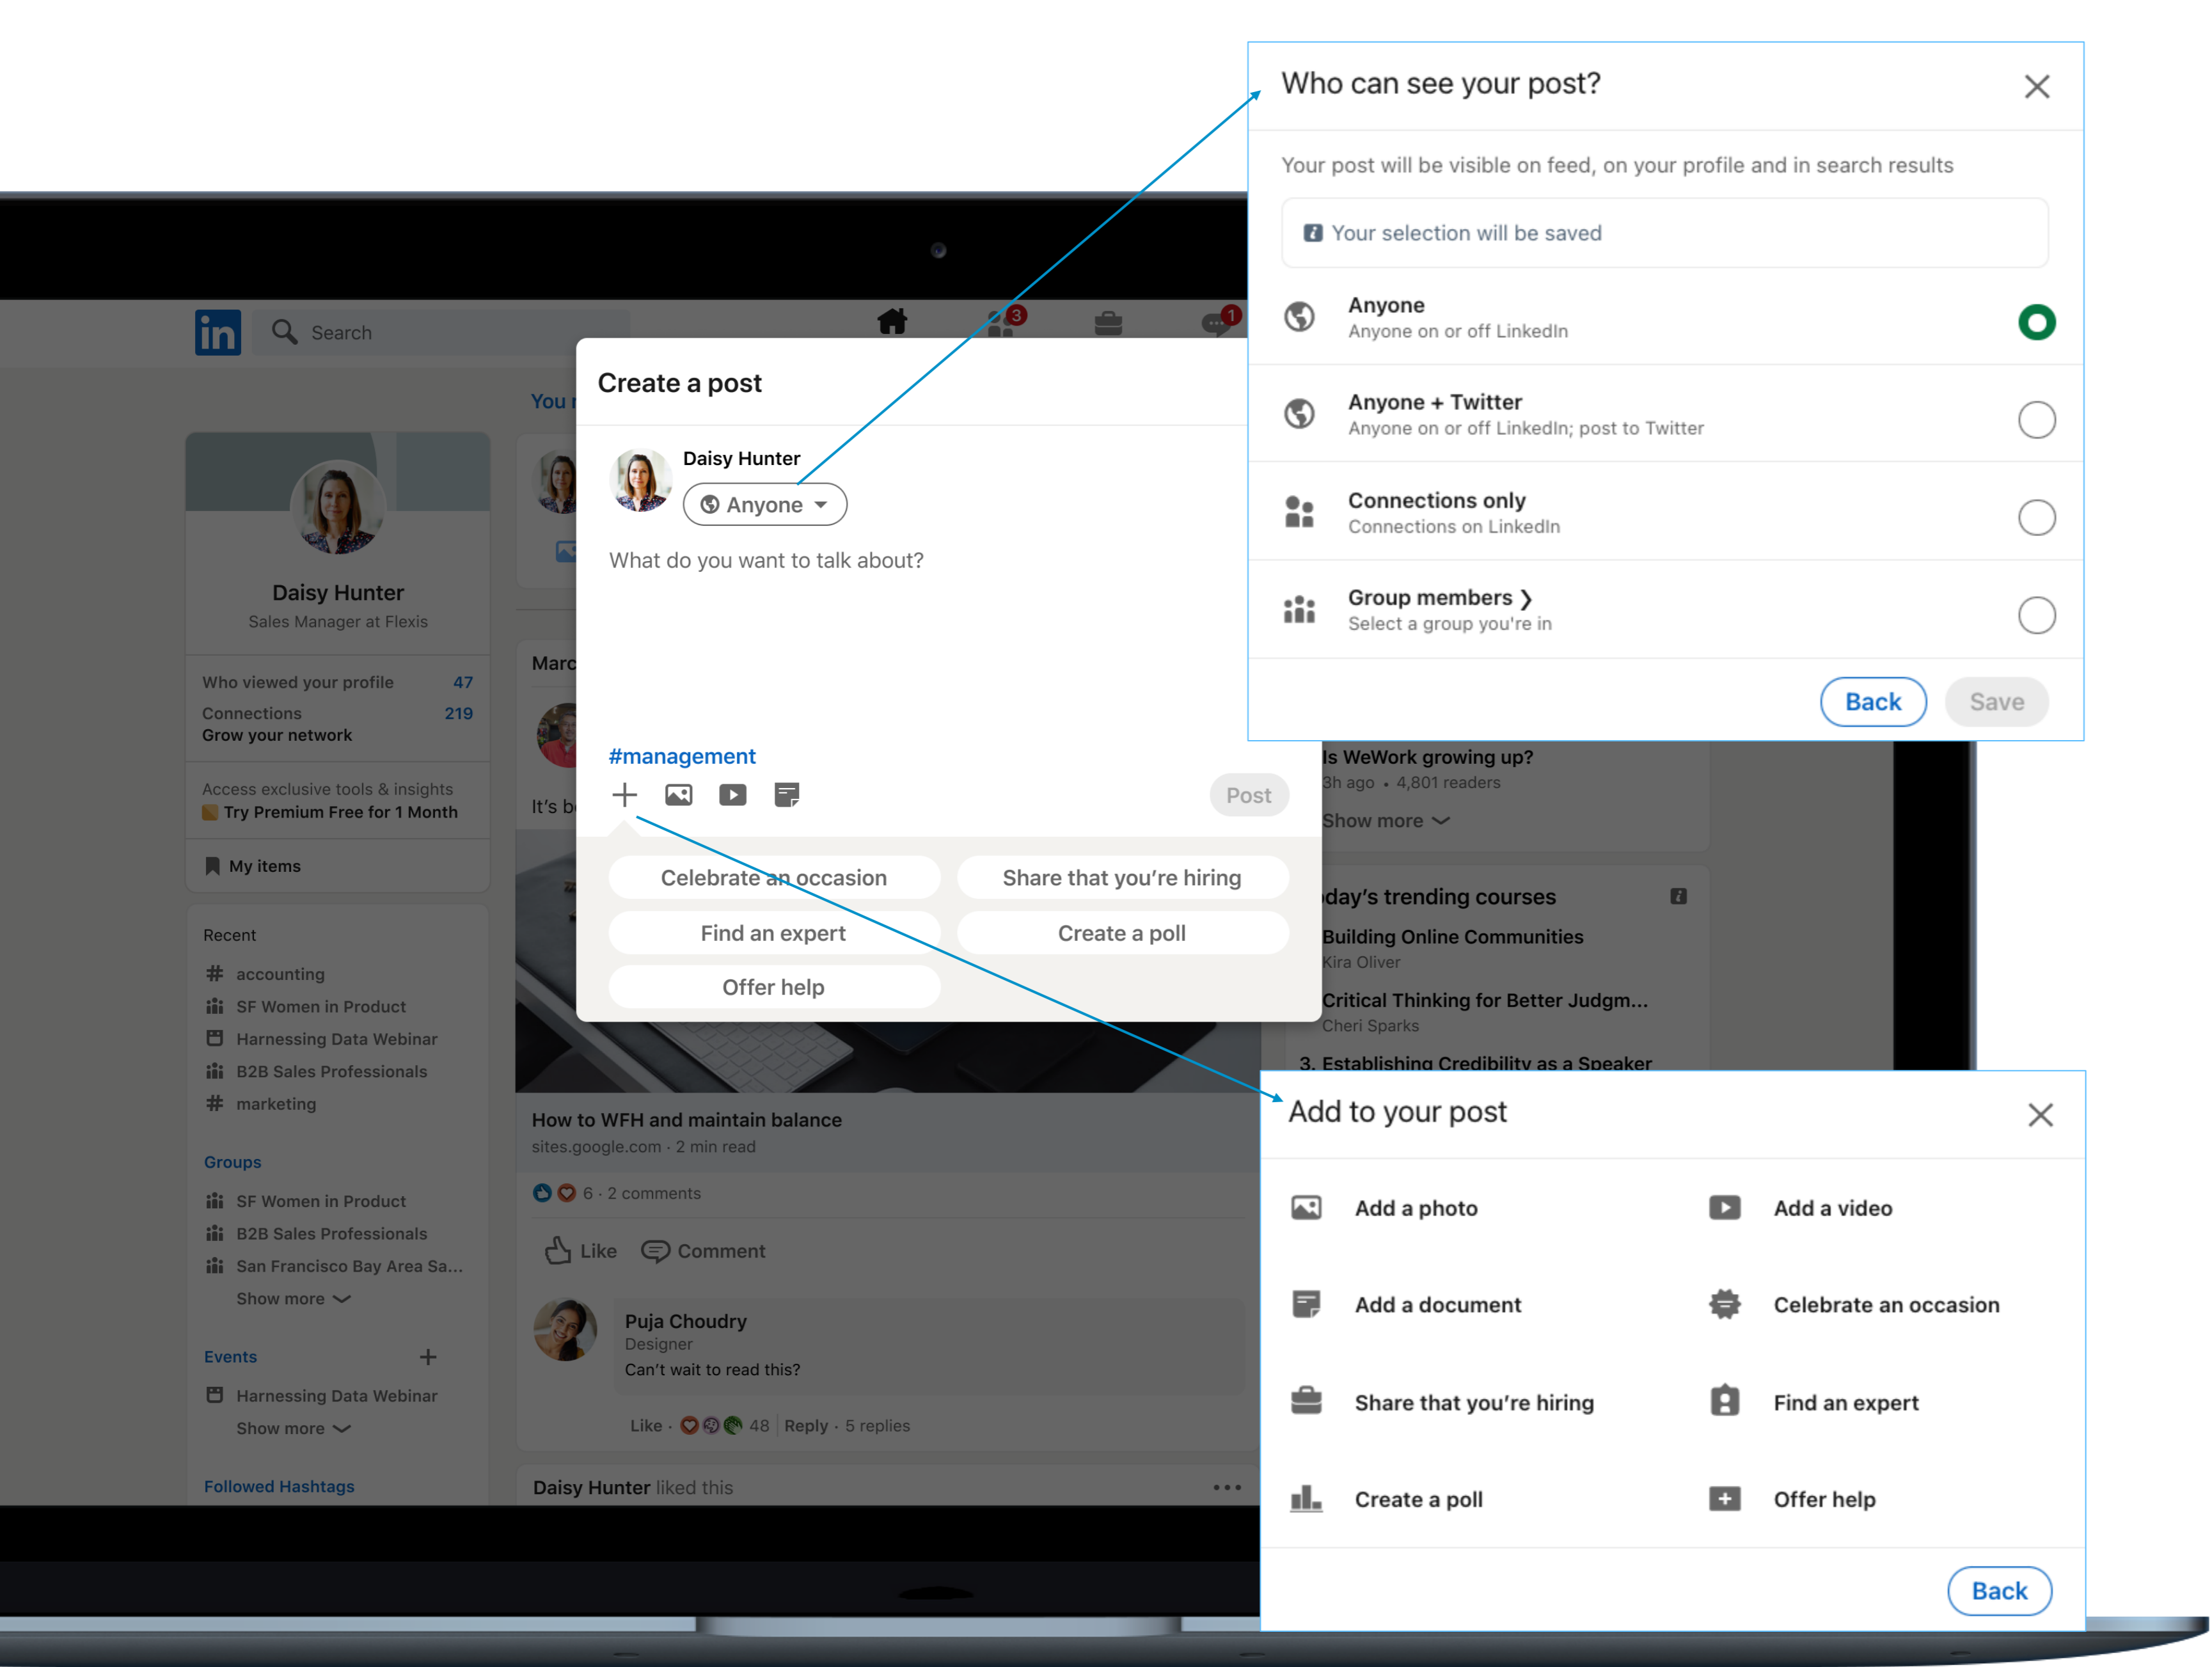 Who can see your post?
Your post will be visible on feed, on your profile and in search results
Your selection will be saved
Anyone
Anyone on or off LinkedIn
Anyone + Twitter
Anyone on or off LinkedIn; post to Twitter
Connections only
Connections on LinkedIn
Group members ❯
Select a group you're in
Back
Save
in
Search
3
1
You
Create a post
Daisy Hunter
Anyone
What do you want to talk about?
#management
Post
Celebrate an occasion
Share that you’re hiring
Find an expert
Create a poll
Offer help
Daisy Hunter
Sales Manager at Flexis
Who viewed your profile 47
Connections 219
Grow your network
Access exclusive tools & insights
Try Premium Free for 1 Month
My items
Recent
# accounting
SF Women in Product
Harnessing Data Webinar
B2B Sales Professionals
# marketing
Groups
SF Women in Product
B2B Sales Professionals
San Francisco Bay Area Sa...
Show more
Events +
Harnessing Data Webinar
Show more
Followed Hashtags
Marc
It’s b
How to WFH and maintain balance
sites.google.com · 2 min read
6 · 2 comments
Like
Comment
Puja Choudry
Designer
Can’t wait to read this?
Like · 48 | Reply · 5 replies
Daisy Hunter liked this
Is WeWork growing up?
3h ago • 4,801 readers
Show more
day’s trending courses
Building Online Communities
Kira Oliver
Critical Thinking for Better Judgm...
Cheri Sparks
3. Establishing Credibility as a Speaker
Add to your post
Add a photo
Add a video
Add a document
Celebrate an occasion
Share that you’re hiring
Find an expert
Create a poll
Offer help
Back